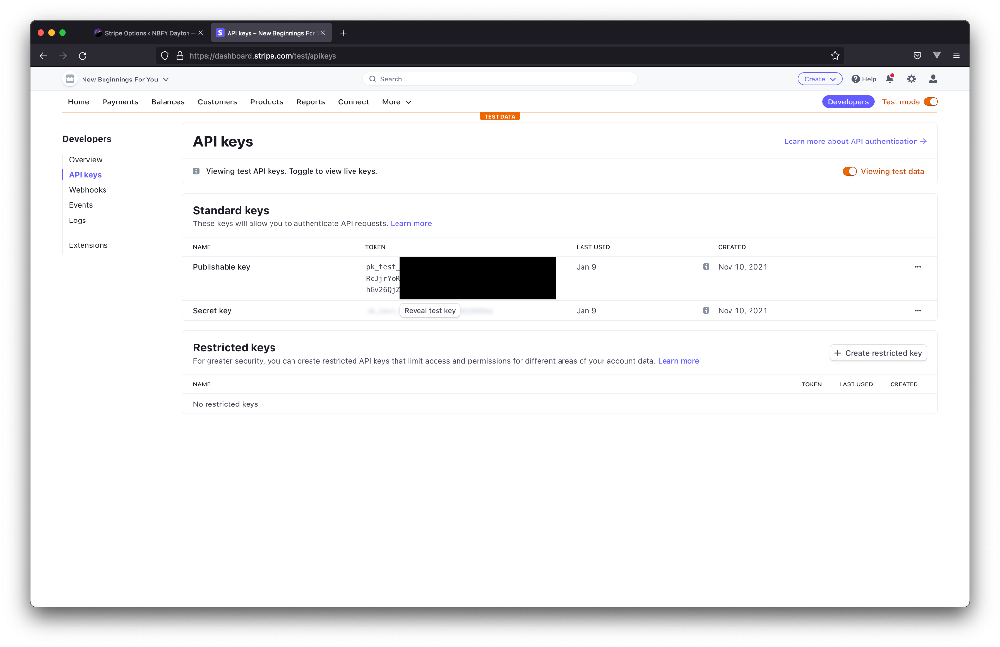 Stripe Options ‹ NBFY Dayton —
S API keys – New Beginnings For
https://dashboard.stripe.com/test/apikeys
New Beginnings For You
Search...
Create
Help
Home Payments Balances Customers Products Reports Connect More
Developers Test mode
TEST DATA
Developers
Overview
API keys
Webhooks
Events
Logs
Extensions
API keys
Learn more about API authentication →
Viewing test API keys. Toggle to view live keys.
Viewing test data
Standard keys
These keys will allow you to authenticate API requests. Learn more
NAME TOKEN LAST USED CREATED
Publishable key pk_test_ Jan 9 Nov 10, 2021
RcJjrYoR
hGv26QjZ
Secret key Reveal test key Jan 9 Nov 10, 2021
Restricted keys
For greater security, you can create restricted API keys that limit access and permissions for different areas of your account data. Learn more
+ Create restricted key
NAME TOKEN LAST USED CREATED
No restricted keys